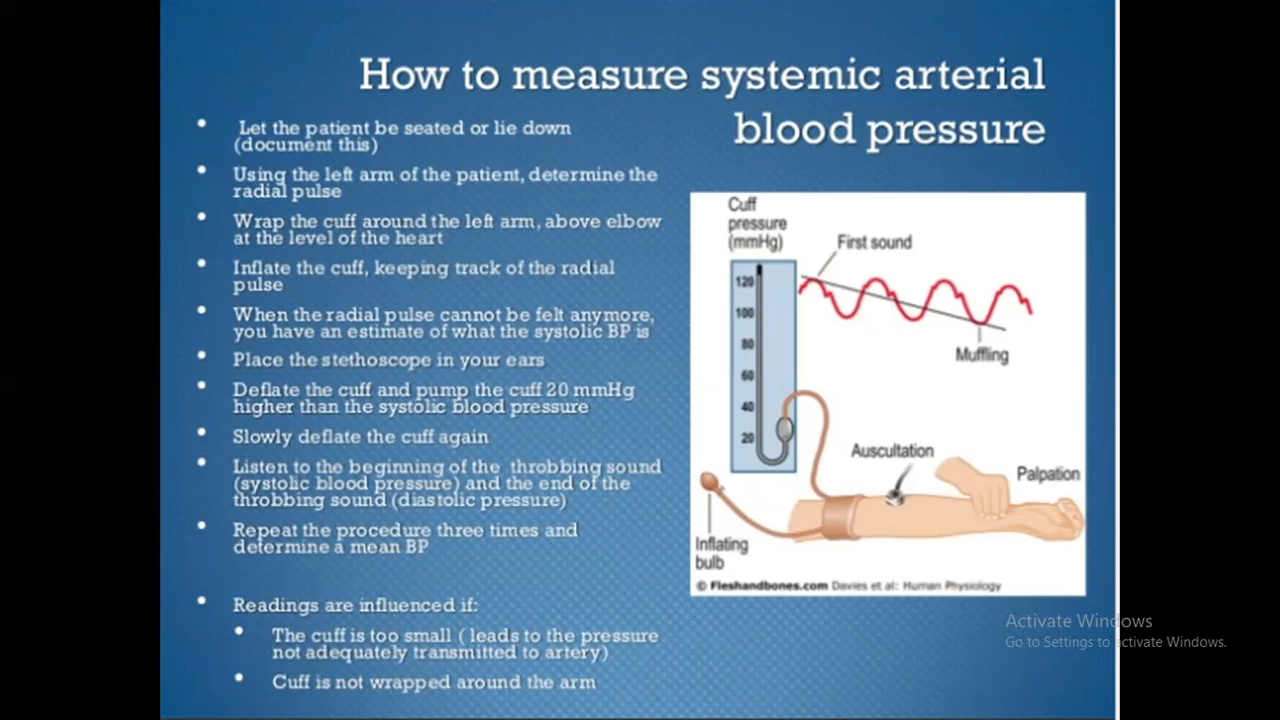 How to measure systemic arterial
blood pressure
Let the patient be seated or lie down
(document this)
Using the left arm of the patient, determine the
radial pulse
Wrap the cuff around the left arm, above elbow
at the level of the heart
Inflate the cuff, keeping track of the radial
pulse
When the radial pulse cannot be felt anymore,
you have an estimate of what the systolic BP is
Place the stethoscope in your ears
Deflate the cuff and pump the cuff 20 mmHg
higher than the systolic blood pressure
Slowly deflate the cuff again
Listen to the beginning of the throbbing sound
(systolic blood pressure) and the end of the
throbbing sound (diastolic pressure)
Repeat the procedure three times and
determine a mean BP
Readings are influenced if:
The cuff is too small ( leads to the pressure
not adequately transmitted to artery)
Cuff is not wrapped around the arm
Cuff
pressure
(mmHg)
First sound
120
100
80
60
40
20
Muffling
Auscultation
Palpation
Inflating
bulb
© Fleshandbones.com Davies et al: Human Physiology
Activate Windows
Go to Settings to activate Windows.